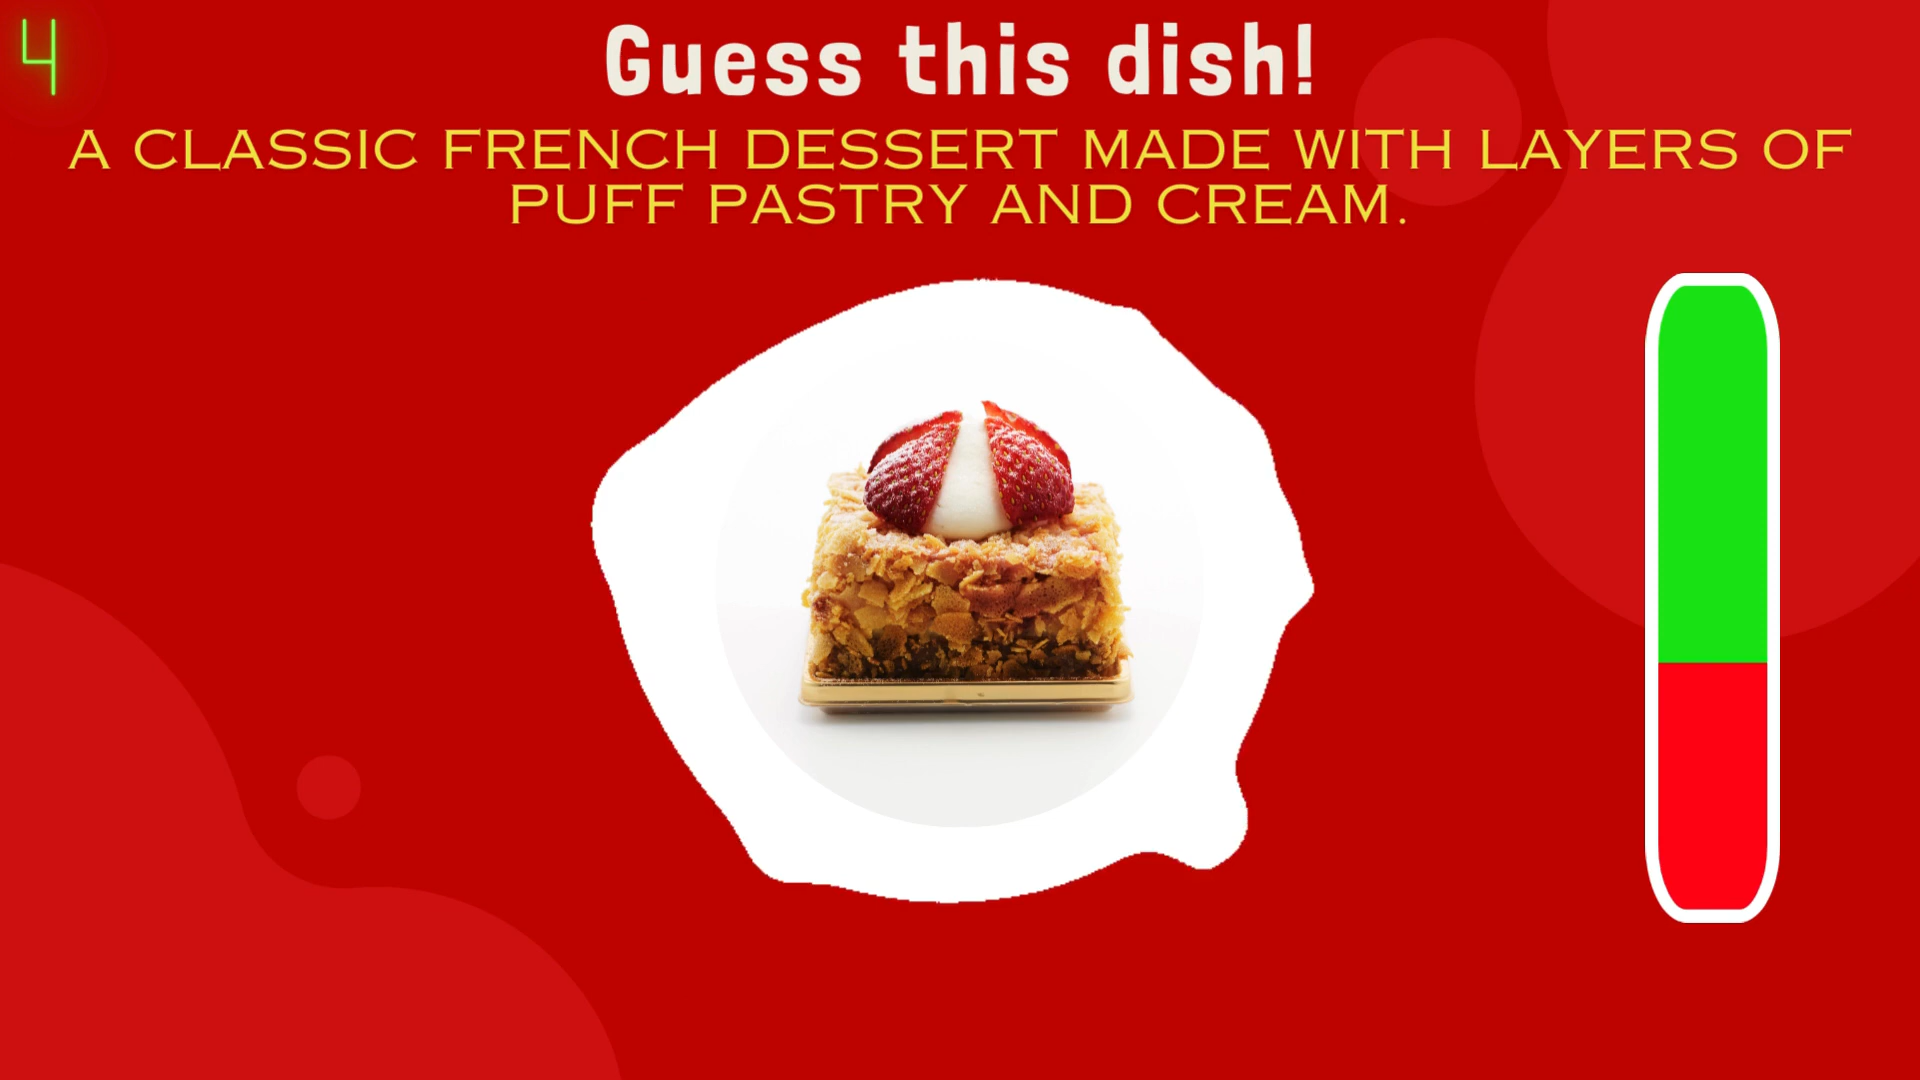 4
Guess this dish!
A CLASSIC FRENCH DESSERT MADE WITH LAYERS OF
PUFF PASTRY AND CREAM.